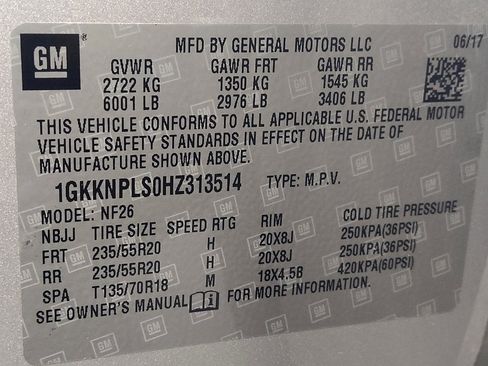 GM
MFD BY GENERAL MOTORS LLC 06/17
GVWR GAWR FRT GAWR RR
2722 KG 1350 KG 1545 KG
6001 LB 2976 LB 3406 LB
THIS VEHICLE CONFORMS TO ALL APPLICABLE U.S. FEDERAL MOTOR
VEHICLE SAFETY STANDARDS IN EFFECT ON THE DATE OF
MANUFACTURE SHOWN ABOVE.
1GKKNPLS0HZ313514 TYPE: M.P.V.
MODEL: NF26
NBJJ TIRE SIZE SPEED RTG RIM COLD TIRE PRESSURE
FRT 235/55R20 H 20X8J 250KPA(36PSI)
RR 235/55R20 H 20X8J 250KPA(36PSI)
SPA T135/70R18 M 18X4.5B 420KPA(60PSI)
SEE OWNER'S MANUAL FOR MORE INFORMATION.